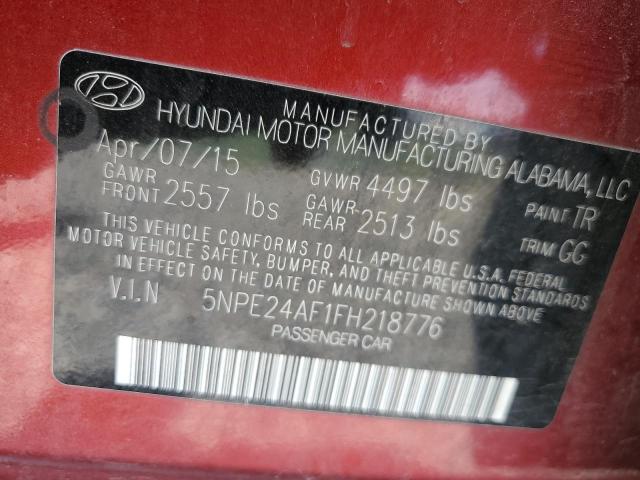 MANUFACTURED BY
HYUNDAI MOTOR MANUFACTURING ALABAMA, LLC
Apr/07/15 GVWR 4497 lbs PAINT TR
GAWR FRONT 2557 lbs GAWR REAR 2513 lbs TRIM GG
THIS VEHICLE CONFORMS TO ALL APPLICABLE U.S.A. FEDERAL
MOTOR VEHICLE SAFETY, BUMPER, AND THEFT PREVENTION STANDARDS
IN EFFECT ON THE DATE OF MANUFACTURE SHOWN ABOVE.
V.I.N 5NPE24AF1FH218776
PASSENGER CAR